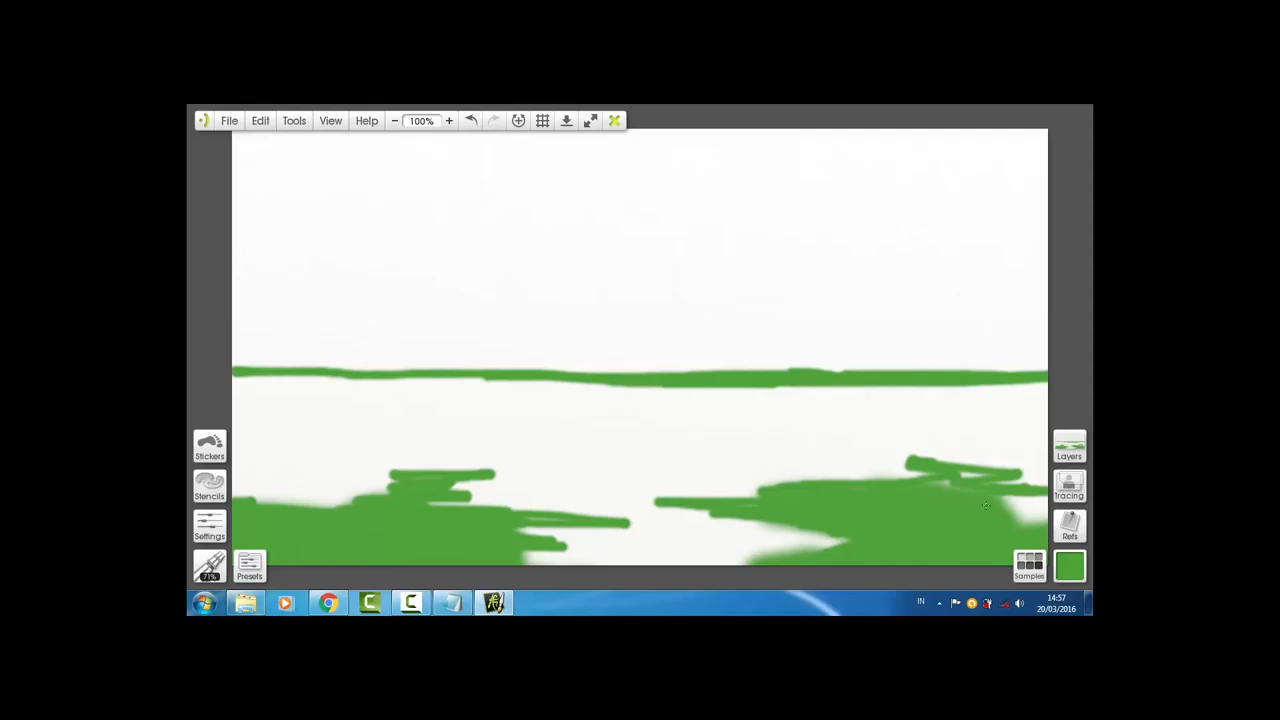 File Edit Tools View Help − 100% +
Stickers
Layers
Stencils
Tracing
Settings
Refs
71%
Presets
Samples
IN
14:57
20/03/2016